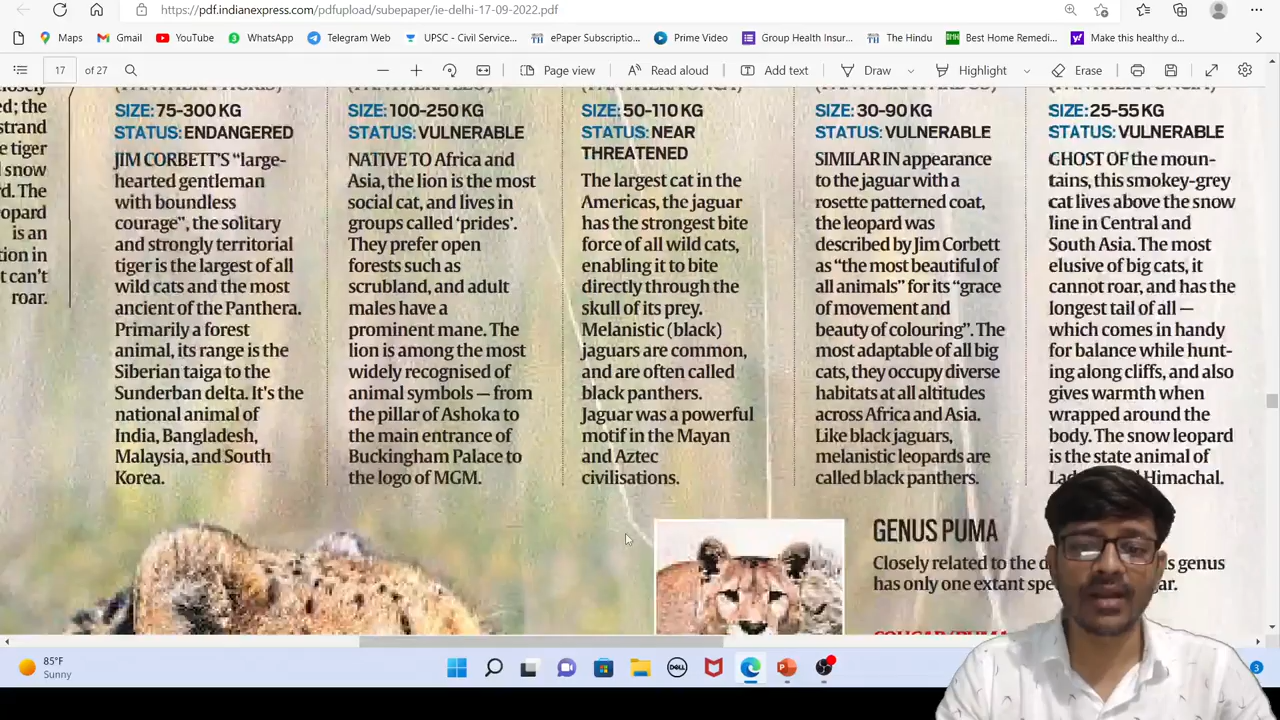 https://pdf.indianexpress.com/pdfupload/subepaper/ie-delhi-17-09-2022.pdf
Maps
Gmail
YouTube
WhatsApp
Telegram Web
UPSC - Civil Service...
ePaper Subscriptio...
Prime Video
Group Health Insur...
The Hindu
Best Home Remedi...
Make this healthy d...
17 of 27
Page view
Read aloud
Add text
Draw
Highlight
Erase
ed; the
strand
e tiger
snow
rd. The
opard
is an
tion in
t can't
roar.
SIZE: 75-300 KG
STATUS: ENDANGERED
JIM CORBETT'S "large-
hearted gentleman
with boundless
courage", the solitary
and strongly territorial
tiger is the largest of all
wild cats and the most
ancient of the Panthera.
Primarily a forest
animal, its range is the
Siberian taiga to the
Sunderban delta. It's the
national animal of
India, Bangladesh,
Malaysia, and South
Korea.
SIZE: 100-250 KG
STATUS: VULNERABLE
NATIVE TO Africa and
Asia, the lion is the most
social cat, and lives in
groups called 'prides'.
They prefer open
forests such as
scrubland, and adult
males have a
prominent mane. The
lion is among the most
widely recognised of
animal symbols — from
the pillar of Ashoka to
the main entrance of
Buckingham Palace to
the logo of MGM.
SIZE: 50-110 KG
STATUS: NEAR
THREATENED
The largest cat in the
Americas, the jaguar
has the strongest bite
force of all wild cats,
enabling it to bite
directly through the
skull of its prey.
Melanistic (black)
jaguars are common,
and are often called
black panthers.
Jaguar was a powerful
motif in the Mayan
and Aztec
civilisations.
SIZE: 30-90 KG
STATUS: VULNERABLE
SIMILAR IN appearance
to the jaguar with a
rosette patterned coat,
the leopard was
described by Jim Corbett
as "the most beautiful of
all animals" for its "grace
of movement and
beauty of colouring". The
most adaptable of all big
cats, they occupy diverse
habitats at all altitudes
across Africa and Asia.
Like black jaguars,
melanistic leopards are
called black panthers.
SIZE: 25-55 KG
STATUS: VULNERABLE
GHOST OF the moun-
tains, this smokey-grey
cat lives above the snow
line in Central and
South Asia. The most
elusive of big cats, it
cannot roar, and has the
longest tail of all —
which comes in handy
for balance while hunt-
ing along cliffs, and also
gives warmth when
wrapped around the
body. The snow leopard
is the state animal of
Himachal.
GENUS PUMA
Closely related to the genus
has only one extant
85°F
Sunny
DELL
3